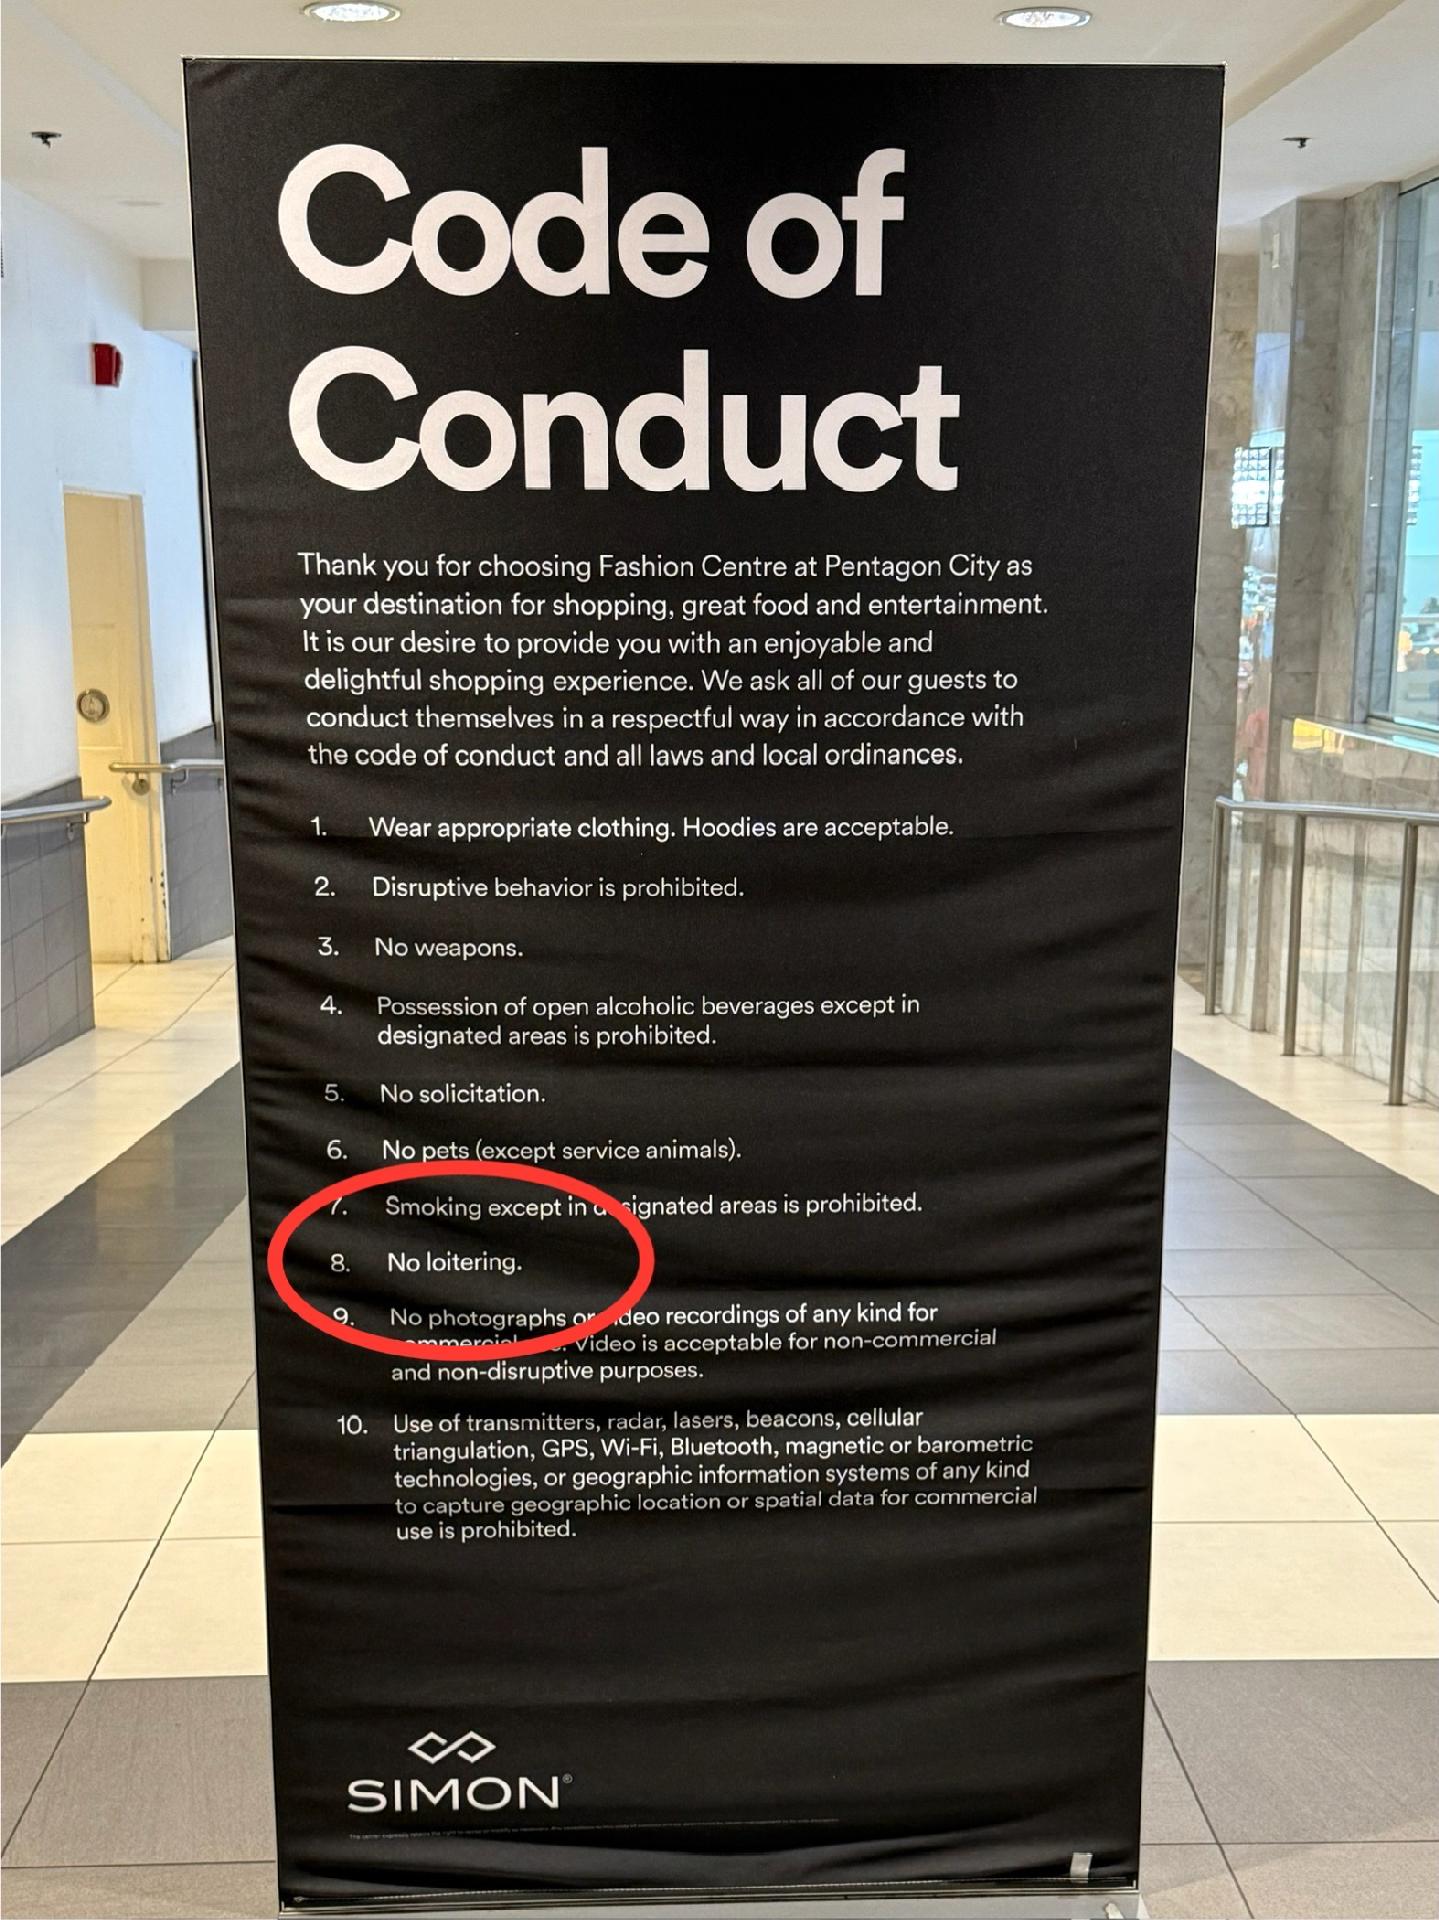 Code of
Conduct
Thank you for choosing Fashion Centre at Pentagon City as
your destination for shopping, great food and entertainment.
It is our desire to provide you with an enjoyable and
delightful shopping experience. We ask all of our guests to
conduct themselves in a respectful way in accordance with
the code of conduct and all laws and local ordinances.
1. Wear appropriate clothing. Hoodies are acceptable.
2. Disruptive behavior is prohibited.
3. No weapons.
4. Possession of open alcoholic beverages except in
designated areas is prohibited.
5. No solicitation.
6. No pets (except service animals).
7. Smoking except in designated areas is prohibited.
8. No loitering.
9. No photographs or video recordings of any kind for
commercial Video is acceptable for non-commercial
and non-disruptive purposes.
10. Use of transmitters, radar, lasers, beacons, cellular
triangulation, GPS, Wi-Fi, Bluetooth, magnetic or barometric
technologies, or geographic information systems of any kind
to capture geographic location or spatial data for commercial
use is prohibited.
SIMON®